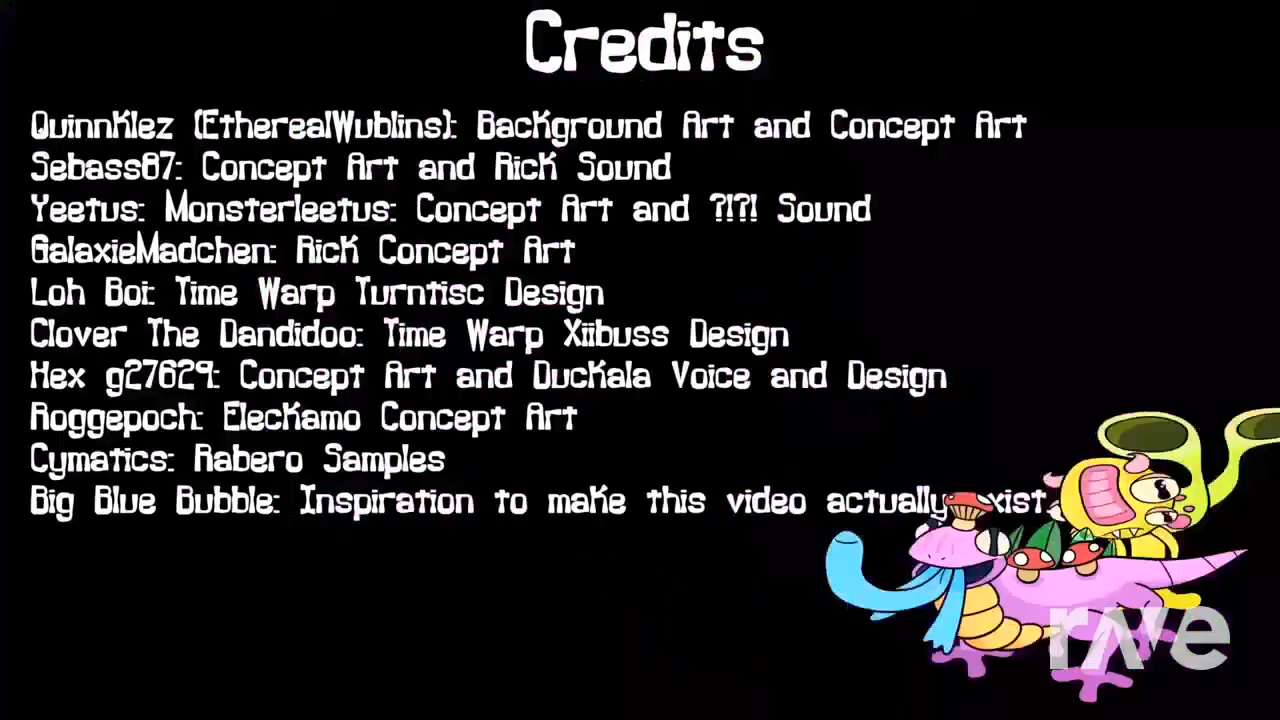 Credits
QuinnKlez (EtherealWublins): Background Art and Concept Art
Sebass87: Concept Art and Rick Sound
Yeetus: Monsterleetus: Concept Art and ?!?! Sound
GalaxieMadchen: Rick Concept Art
Loh Boi: Time Warp Turntisc Design
Clover The Dandidoo: Time Warp Xiibuss Design
Hex g27629: Concept Art and Duckala Voice and Design
Roggepoch: Eleckamo Concept Art
Cymatics: Rabero Samples
Big Blue Bubble: Inspiration to make this video actually xist
rave